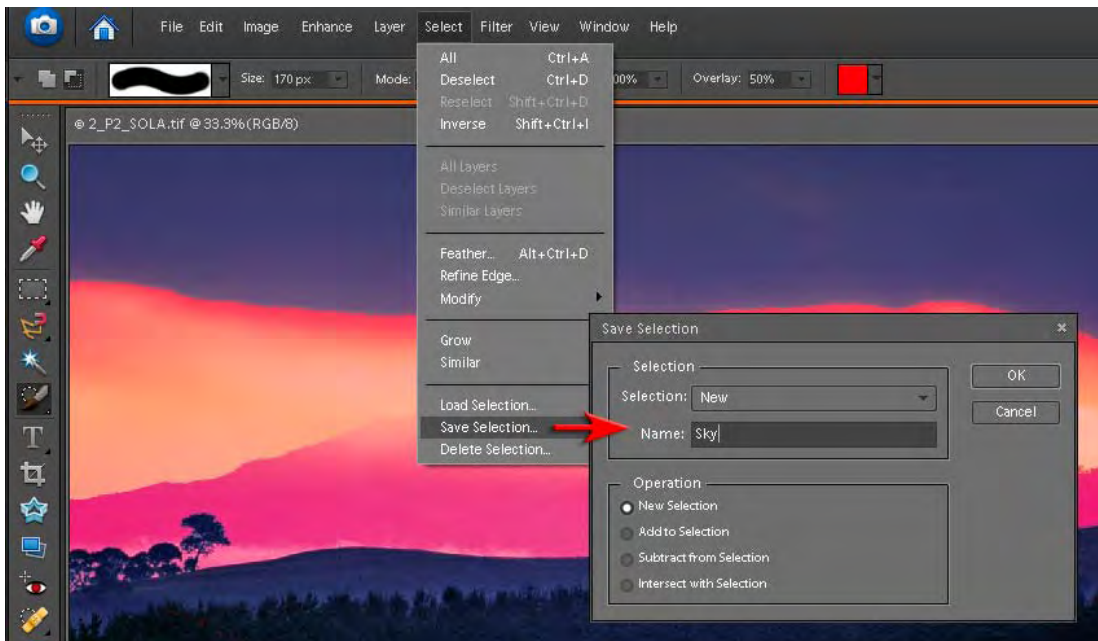 File Edit Image Enhance Layer Select Filter View Window Help
Size: 170 px Mode: 00% Overlay: 50%
© 2_P2_SOLA.tif @ 33.3% (RGB/8)
All Ctrl+A
Deselect Ctrl+D
Reselect Shift+Ctrl+D
Inverse Shift+Ctrl+I
All Layers
Deselect Layers
Similar Layers
Feather... Alt+Ctrl+D
Refine Edge...
Modify
Grow
Similar
Load Selection...
Save Selection...
Delete Selection...
Save Selection
Selection
Selection: New
Name: Sky
OK
Cancel
Operation
New Selection
Add to Selection
Subtract from Selection
Intersect with Selection
T